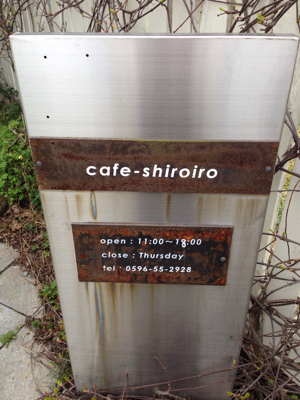 cafe-shiroiro
open : 11:00〜18:00
close : Thursday
tel : 0596-55-2928